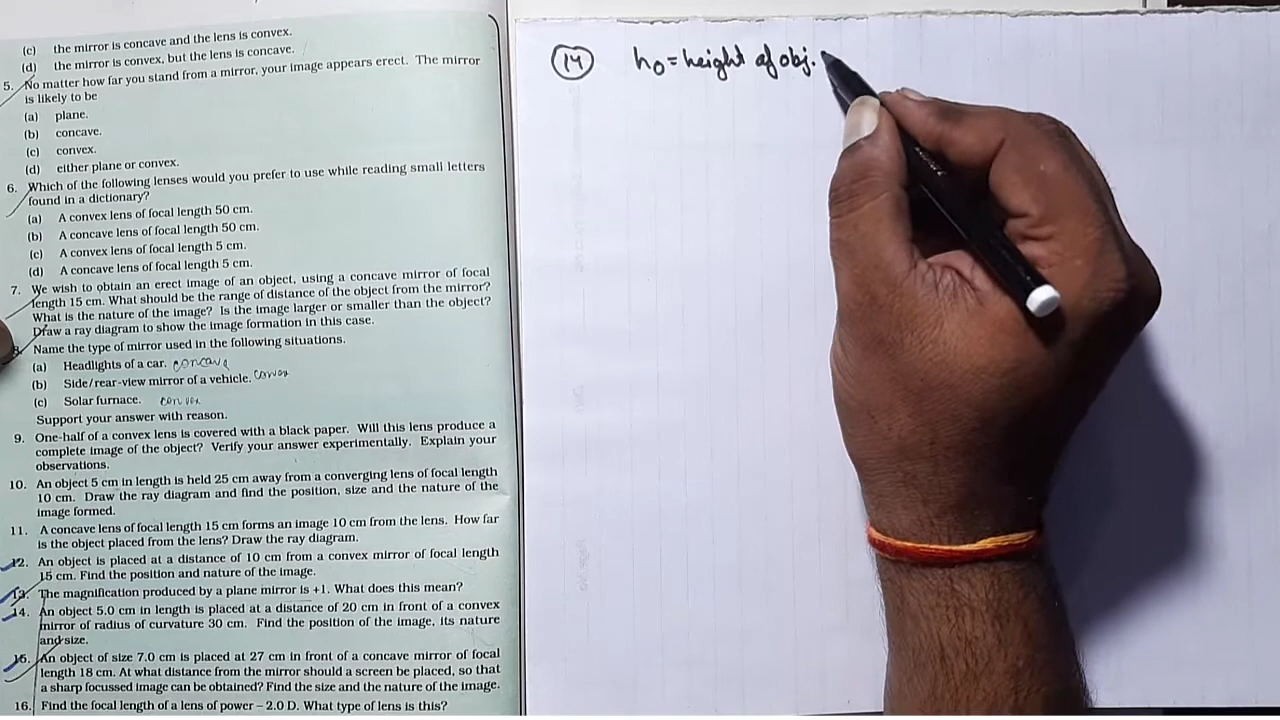 (c) the mirror is concave and the lens is convex.
(d) the mirror is convex, but the lens is concave.
5. No matter how far you stand from a mirror, your image appears erect. The mirror
is likely to be
(a) plane.
(b) concave.
(c) convex.
(d) either plane or convex.
6. Which of the following lenses would you prefer to use while reading small letters
found in a dictionary?
(a) A convex lens of focal length 50 cm.
(b) A concave lens of focal length 50 cm.
(c) A convex lens of focal length 5 cm.
(d) A concave lens of focal length 5 cm.
7. We wish to obtain an erect image of an object, using a concave mirror of focal
length 15 cm. What should be the range of distance of the object from the mirror?
What is the nature of the image? Is the image larger or smaller than the object?
Draw a ray diagram to show the image formation in this case.
Name the type of mirror used in the following situations.
(a) Headlights of a car. concave
(b) Side/rear-view mirror of a vehicle. convex
(c) Solar furnace. convex
Support your answer with reason.
9. One-half of a convex lens is covered with a black paper. Will this lens produce a
complete image of the object? Verify your answer experimentally. Explain your
observations.
10. An object 5 cm in length is held 25 cm away from a converging lens of focal length
10 cm. Draw the ray diagram and find the position, size and the nature of the
image formed.
11. A concave lens of focal length 15 cm forms an image 10 cm from the lens. How far
is the object placed from the lens? Draw the ray diagram.
12. An object is placed at a distance of 10 cm from a convex mirror of focal length
15 cm. Find the position and nature of the image.
13. The magnification produced by a plane mirror is +1. What does this mean?
14. An object 5.0 cm in length is placed at a distance of 20 cm in front of a convex
mirror of radius of curvature 30 cm. Find the position of the image, its nature
and size.
15. An object of size 7.0 cm is placed at 27 cm in front of a concave mirror of focal
length 18 cm. At what distance from the mirror should a screen be placed, so that
a sharp focussed image can be obtained? Find the size and the nature of the image.
16. Find the focal length of a lens of power – 2.0 D. What type of lens is this?
14 ho = height of obj.